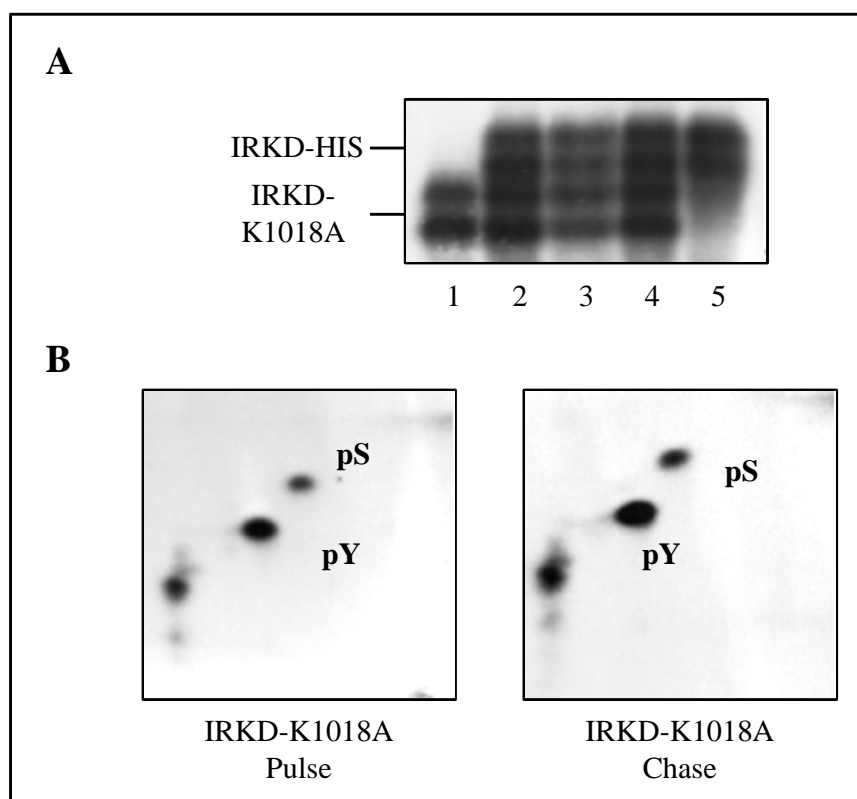 A
IRKD-HIS
IRKD-
K1018A
1 2 3 4 5
B
pS
pY
pS
pY
IRKD-K1018A
Pulse
IRKD-K1018A
Chase